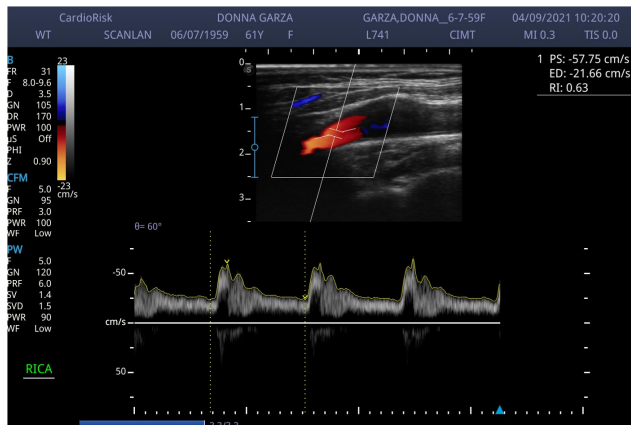 CardioRisk DONNA GARZA GARZA,DONNA__6-7-59F 04/09/2021 10:20:20
WT SCANLAN 06/07/1959 61Y F L741 CIMT MI 0.3 TIS 0.0
B
FR 31
F 8.0-9.6
D 3.5
GN 105
DR 170
PWR 100
µS Off
PHI
Z 0.90
CFM
F 5.0
GN 95
PRF 3.0
PWR 100
WF Low
PW
F 5.0
GN 120
PRF 6.0
SV 1.4
SVD 1.5
PWR 90
WF Low
RICA
23
-23
cm/s
0
1
2
3
1 PS: -57.75 cm/s
ED: -21.66 cm/s
RI: 0.63
θ= 60°
-50
cm/s
50